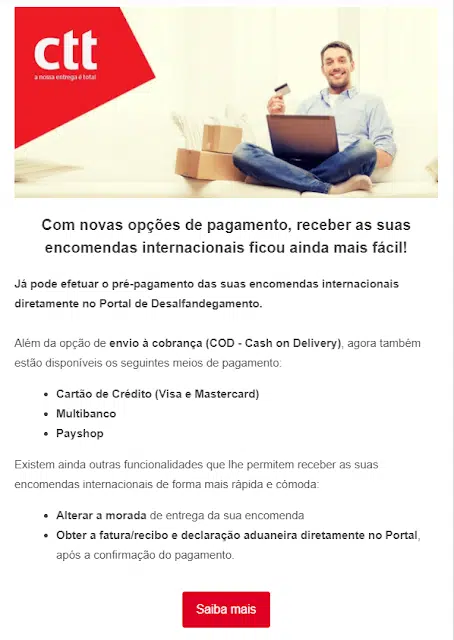 ctt
a nossa entrega é total
Com novas opções de pagamento, receber as suas
encomendas internacionais ficou ainda mais fácil!
Já pode efetuar o pré-pagamento das suas encomendas internacionais
diretamente no Portal de Desalfandegamento.
Além da opção de envio à cobrança (COD - Cash on Delivery), agora também
estão disponíveis os seguintes meios de pagamento:
• Cartão de Crédito (Visa e Mastercard)
• Multibanco
• Payshop
Existem ainda outras funcionalidades que lhe permitem receber as suas
encomendas internacionais de forma mais rápida e cómoda:
• Alterar a morada de entrega da sua encomenda
• Obter a fatura/recibo e declaração aduaneira diretamente no Portal,
após a confirmação do pagamento.
Saiba mais